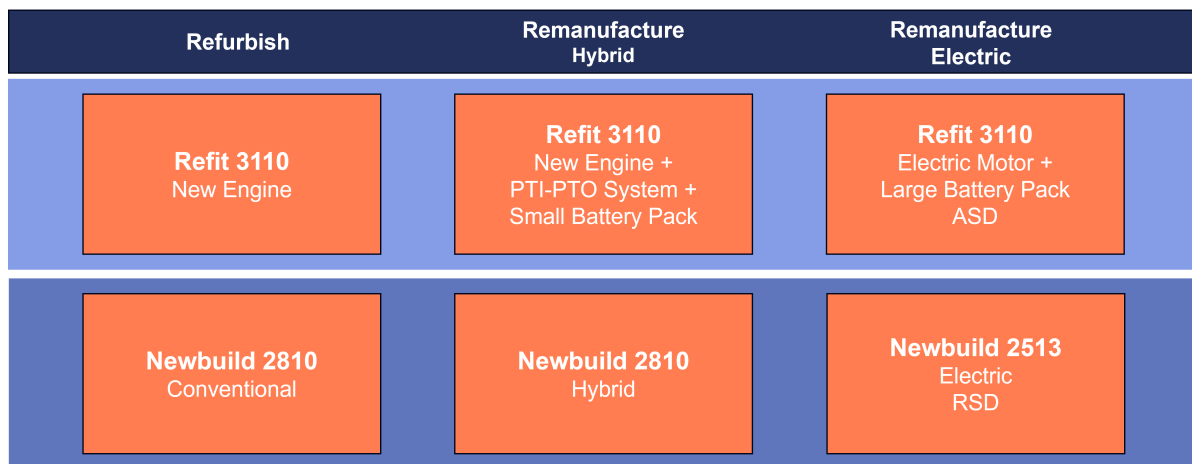 Refurbish
Remanufacture
Hybrid
Remanufacture
Electric
Refit 3110
New Engine
Refit 3110
New Engine +
PTI-PTO System +
Small Battery Pack
Refit 3110
Electric Motor +
Large Battery Pack
ASD
Newbuild 2810
Conventional
Newbuild 2810
Hybrid
Newbuild 2513
Electric
RSD